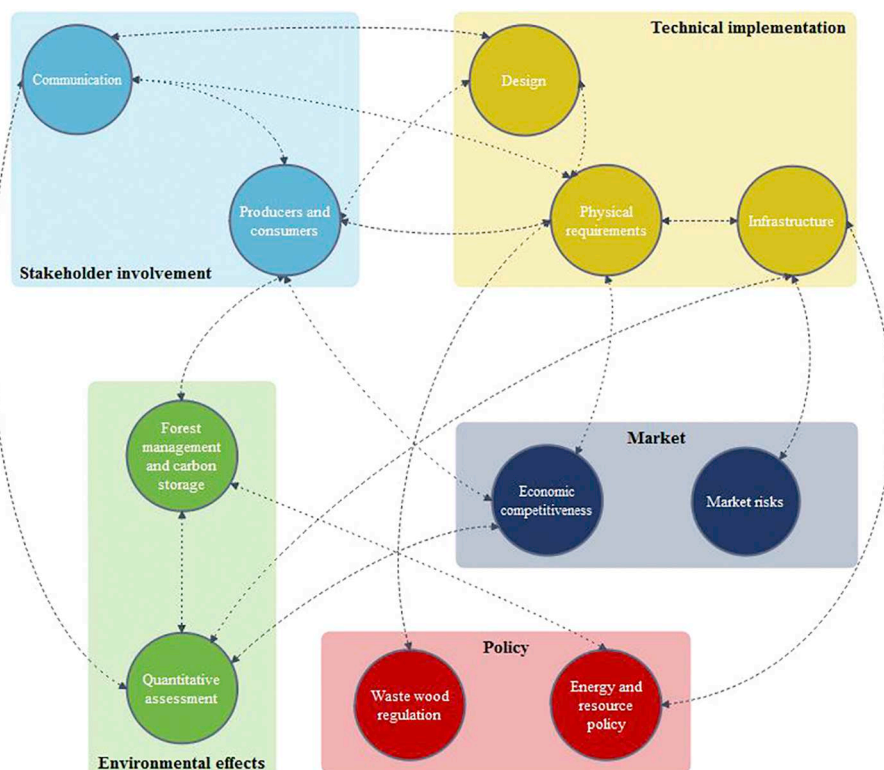 Technical implementation
Communication
Design
Producers and
consumers
Physical
requirements
Infrastructure
Stakeholder involvement
Forest
management
and carbon
storage
Market
Economic
competitiveness
Market risks
Policy
Quantitative
assessment
Waste wood
regulation
Energy and
resource
policy
Environmental effects